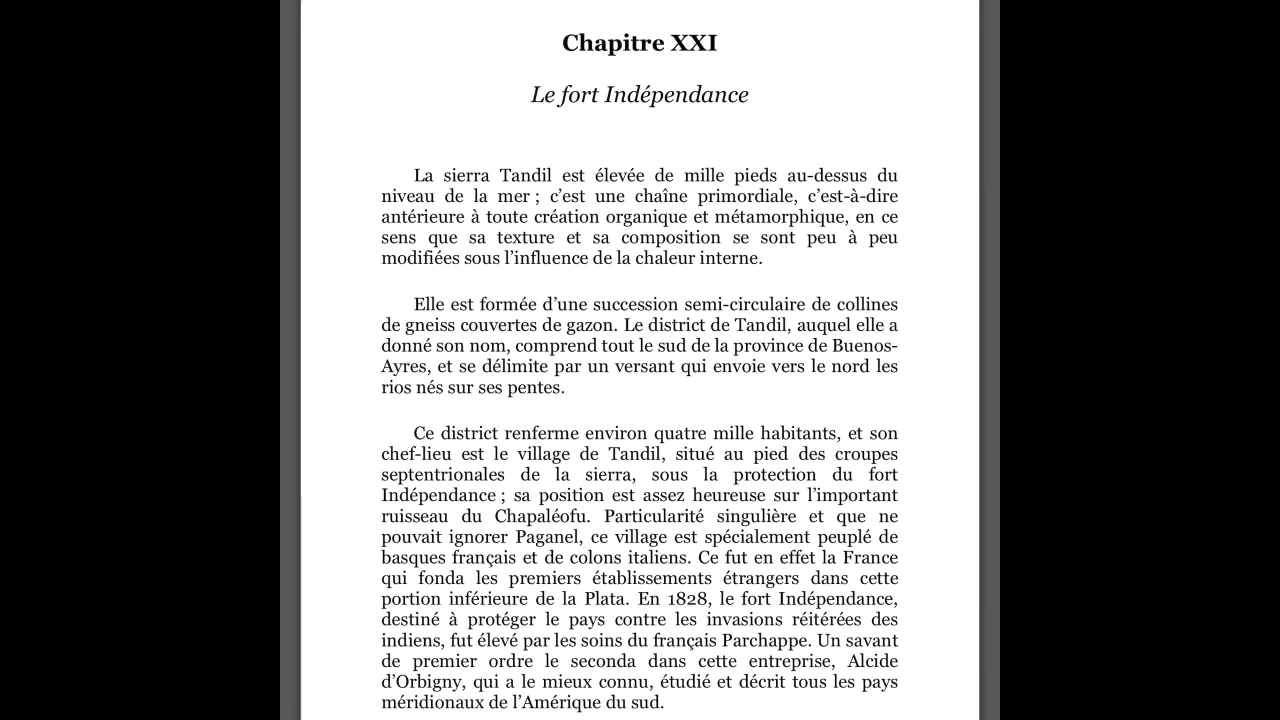 Chapitre XXI
Le fort Indépendance
La sierra Tandil est élevée de mille pieds au-dessus du
niveau de la mer ; c’est une chaîne primordiale, c’est-à-dire
antérieure à toute création organique et métamorphique, en ce
sens que sa texture et sa composition se sont peu à peu
modifiées sous l’influence de la chaleur interne.
Elle est formée d’une succession semi-circulaire de collines
de gneiss couvertes de gazon. Le district de Tandil, auquel elle a
donné son nom, comprend tout le sud de la province de Buenos-
Ayres, et se délimite par un versant qui envoie vers le nord les
rios nés sur ses pentes.
Ce district renferme environ quatre mille habitants, et son
chef-lieu est le village de Tandil, situé au pied des croupes
septentrionales de la sierra, sous la protection du fort
Indépendance ; sa position est assez heureuse sur l’important
ruisseau du Chapaléofu. Particularité singulière et que ne
pouvait ignorer Paganel, ce village est spécialement peuplé de
basques français et de colons italiens. Ce fut en effet la France
qui fonda les premiers établissements étrangers dans cette
portion inférieure de la Plata. En 1828, le fort Indépendance,
destiné à protéger le pays contre les invasions réitérées des
indiens, fut élevé par les soins du français Parchappe. Un savant
de premier ordre le seconda dans cette entreprise, Alcide
d’Orbigny, qui a le mieux connu, étudié et décrit tous les pays
méridionaux de l’Amérique du sud.